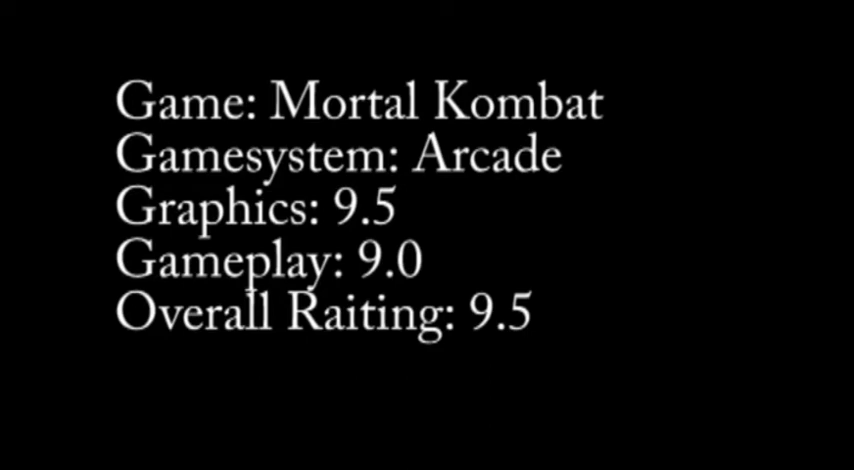 Game: Mortal Kombat
Gamesystem: Arcade
Graphics: 9.5
Gameplay: 9.0
Overall Raiting: 9.5